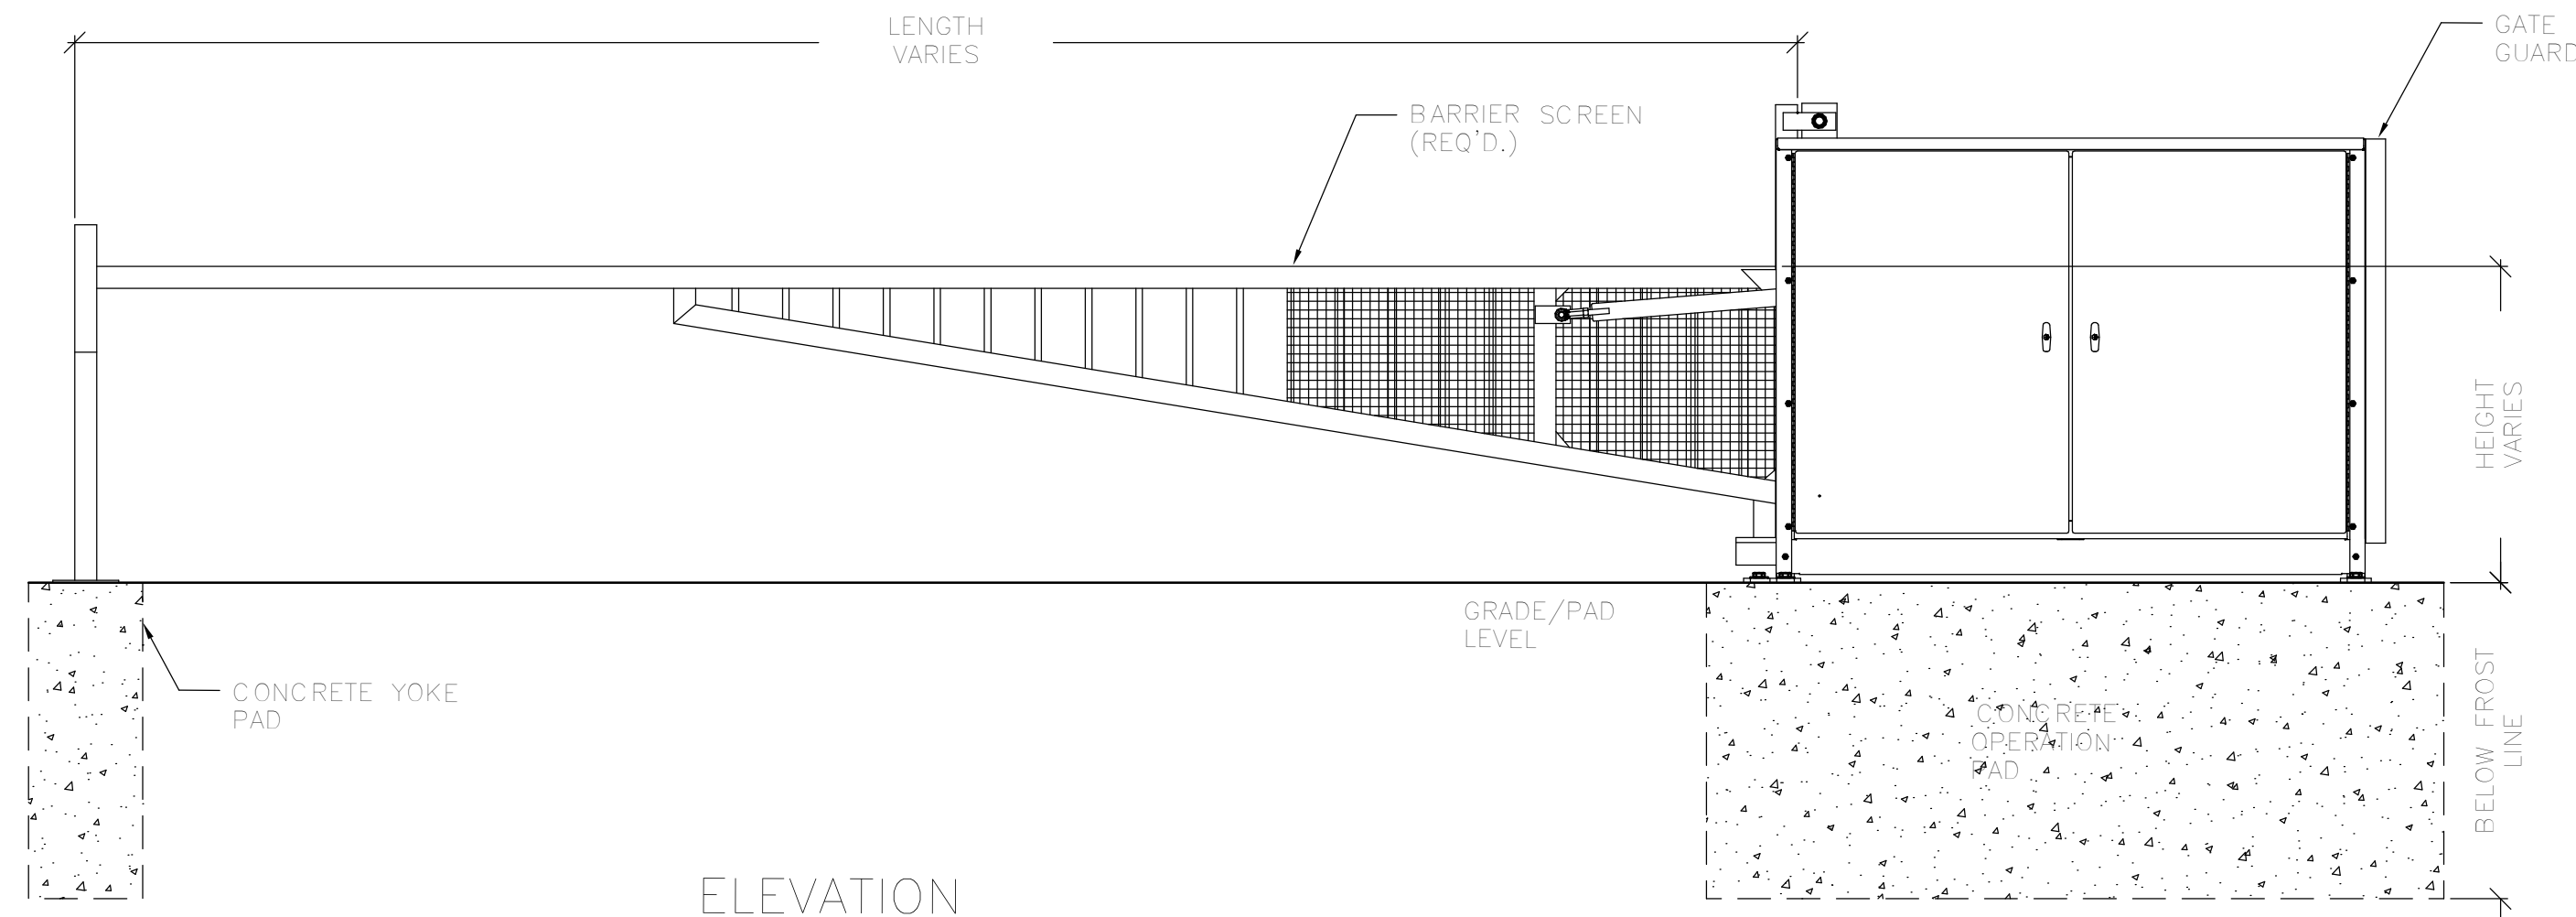 LENGTH
VARIES
GATE
GUARD
BARRIER SCREEN
(REQ'D.)
HEIGHT
VARIES
GRADE/PAD
LEVEL
CONCRETE YOKE
PAD
CONCRETE
OPERATION
PAD
BELOW FROST
LINE
ELEVATION